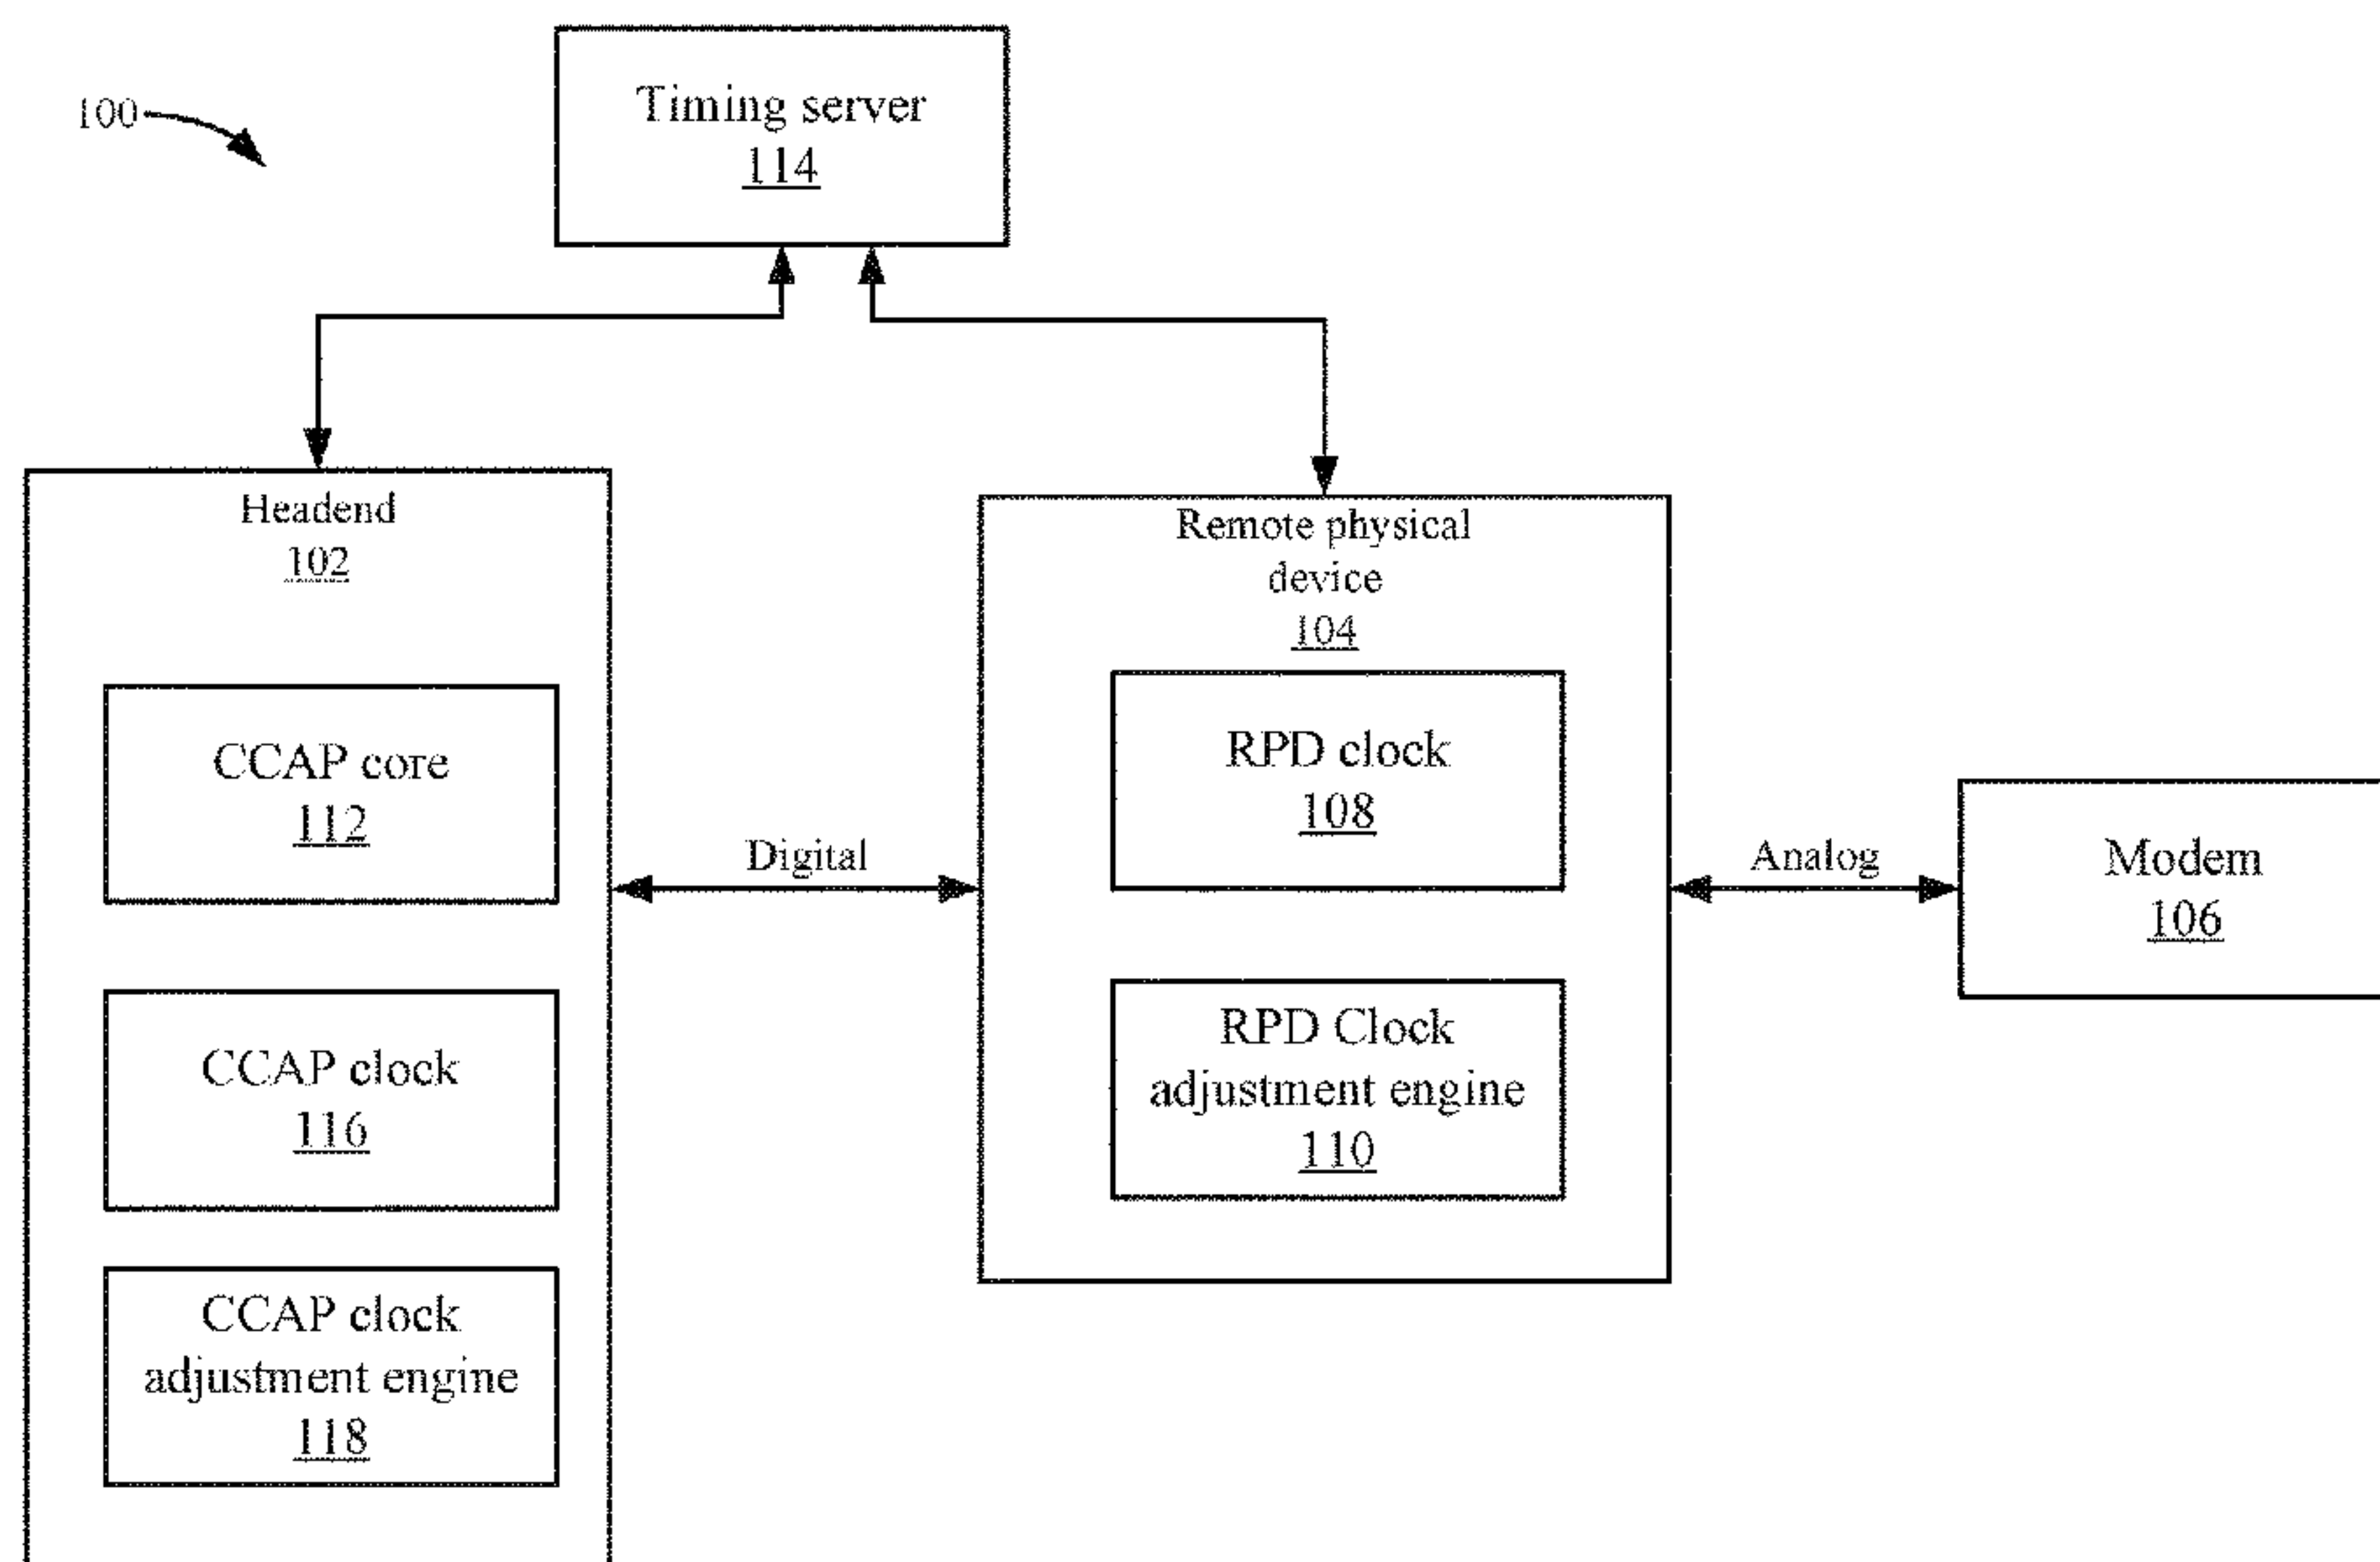 100
Timing server
114
Headend
102
CCAP core
112
CCAP clock
116
CCAP clock
adjustment engine
118
Digital
Remote physical
device
104
RPD clock
108
RPD Clock
adjustment engine
110
Analog
Modem
106